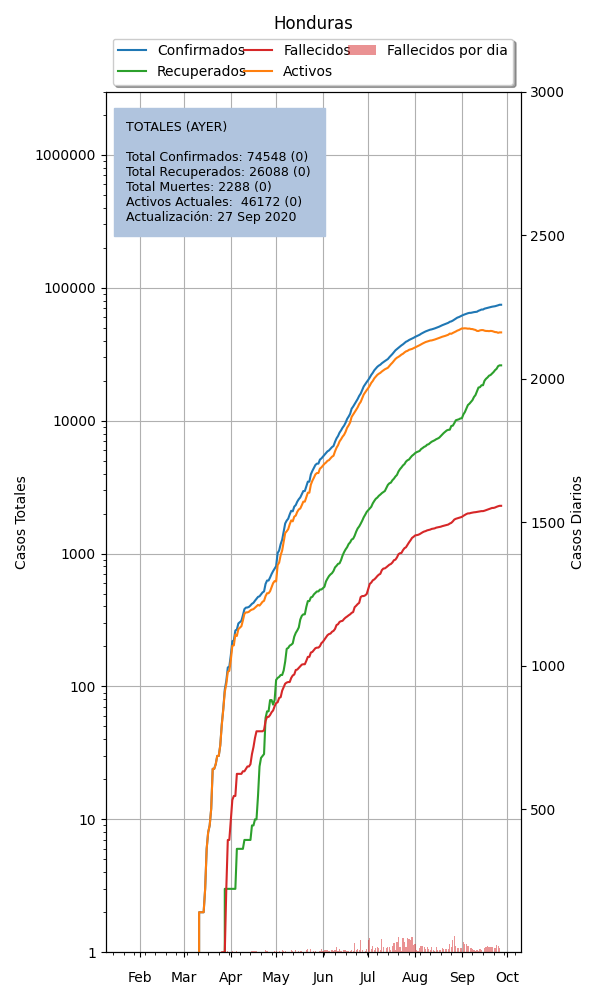 Honduras
Confirmados Fallecidos Fallecidos por dia
Recuperados Activos
TOTALES (AYER)
Total Confirmados: 74548 (0)
Total Recuperados: 26088 (0)
Total Muertes: 2288 (0)
Activos Actuales:  46172 (0)
Actualización: 27 Sep 2020
Casos Totales
1000000
100000
10000
1000
100
10
1
3000
2500
2000
1500
1000
500
Casos Diarios
Feb Mar Apr May Jun Jul Aug Sep Oct